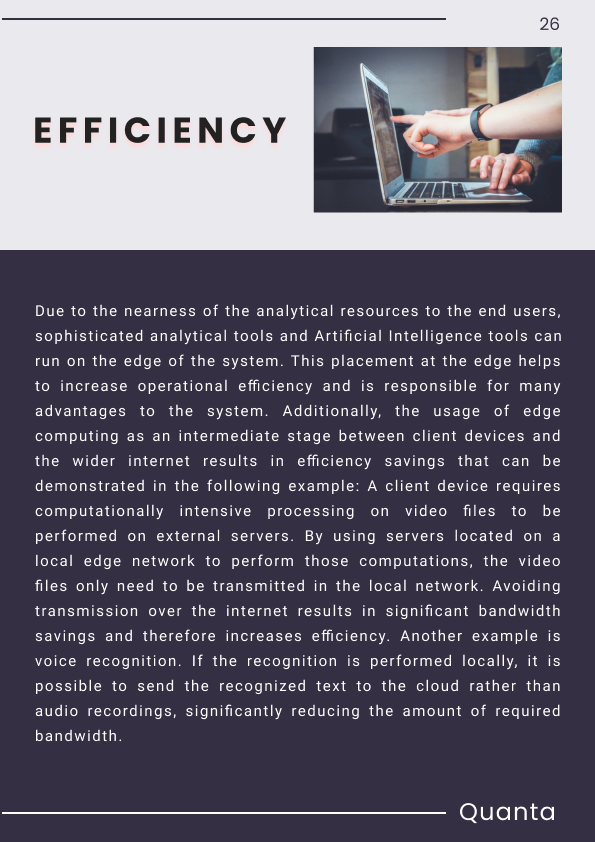 26
EFFICIENCY
Due to the nearness of the analytical resources to the end users,
sophisticated analytical tools and Artificial Intelligence tools can
run on the edge of the system. This placement at the edge helps
to increase operational efficiency and is responsible for many
advantages to the system. Additionally, the usage of edge
computing as an intermediate stage between client devices and
the wider internet results in efficiency savings that can be
demonstrated in the following example: A client device requires
computationally intensive processing on video files to be
performed on external servers. By using servers located on a
local edge network to perform those computations, the video
files only need to be transmitted in the local network. Avoiding
transmission over the internet results in significant bandwidth
savings and therefore increases efficiency. Another example is
voice recognition. If the recognition is performed locally, it is
possible to send the recognized text to the cloud rather than
audio recordings, significantly reducing the amount of required
bandwidth.
Quanta